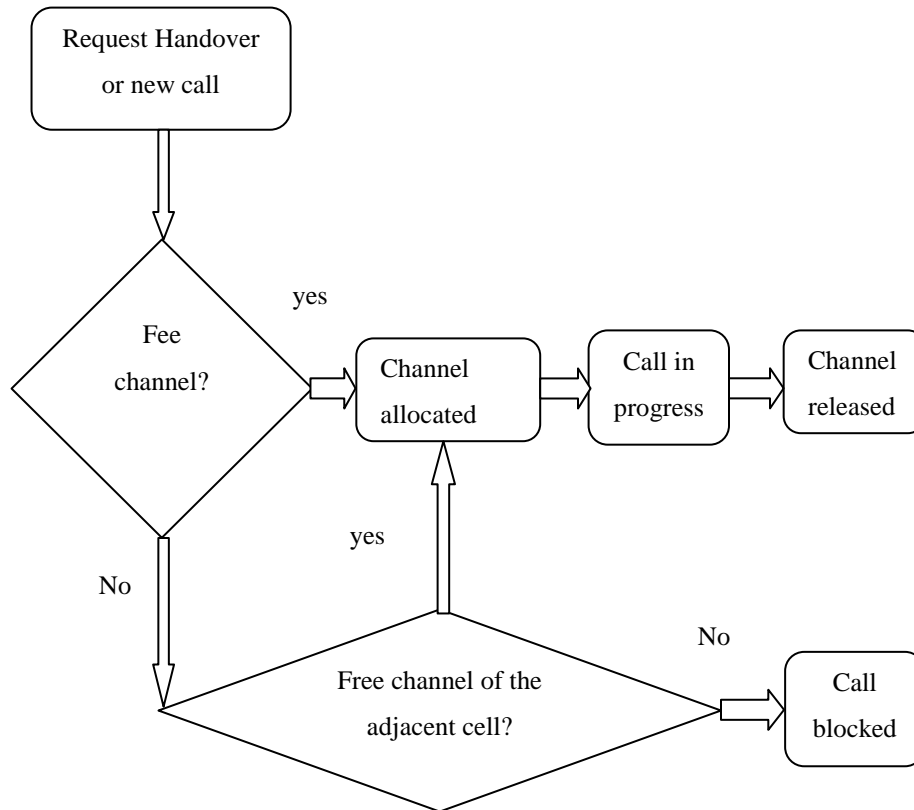 Request Handover
or new call
yes
Fee
channel?
Channel
allocated
Call in
progress
Channel
released
yes
No
No
Free channel of the
adjacent cell?
Call
blocked